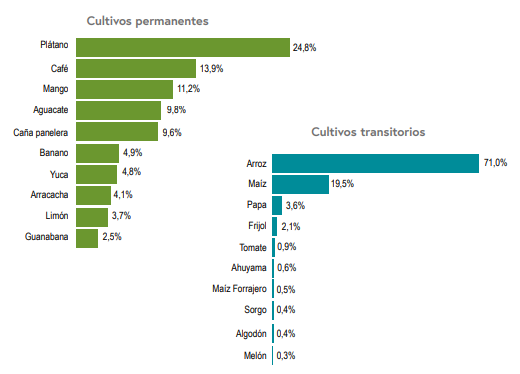 Cultivos permanentes
Plátano 24,8%
Café 13,9%
Mango 11,2%
Aguacate 9,8%
Caña panelera 9,6%
Banano 4,9%
Yuca 4,8%
Arracacha 4,1%
Limón 3,7%
Guanabana 2,5%
Cultivos transitorios
Arroz 71,0%
Maíz 19,5%
Papa 3,6%
Frijol 2,1%
Tomate 0,9%
Ahuyama 0,6%
Maíz Forrajero 0,5%
Sorgo 0,4%
Algodón 0,4%
Melón 0,3%